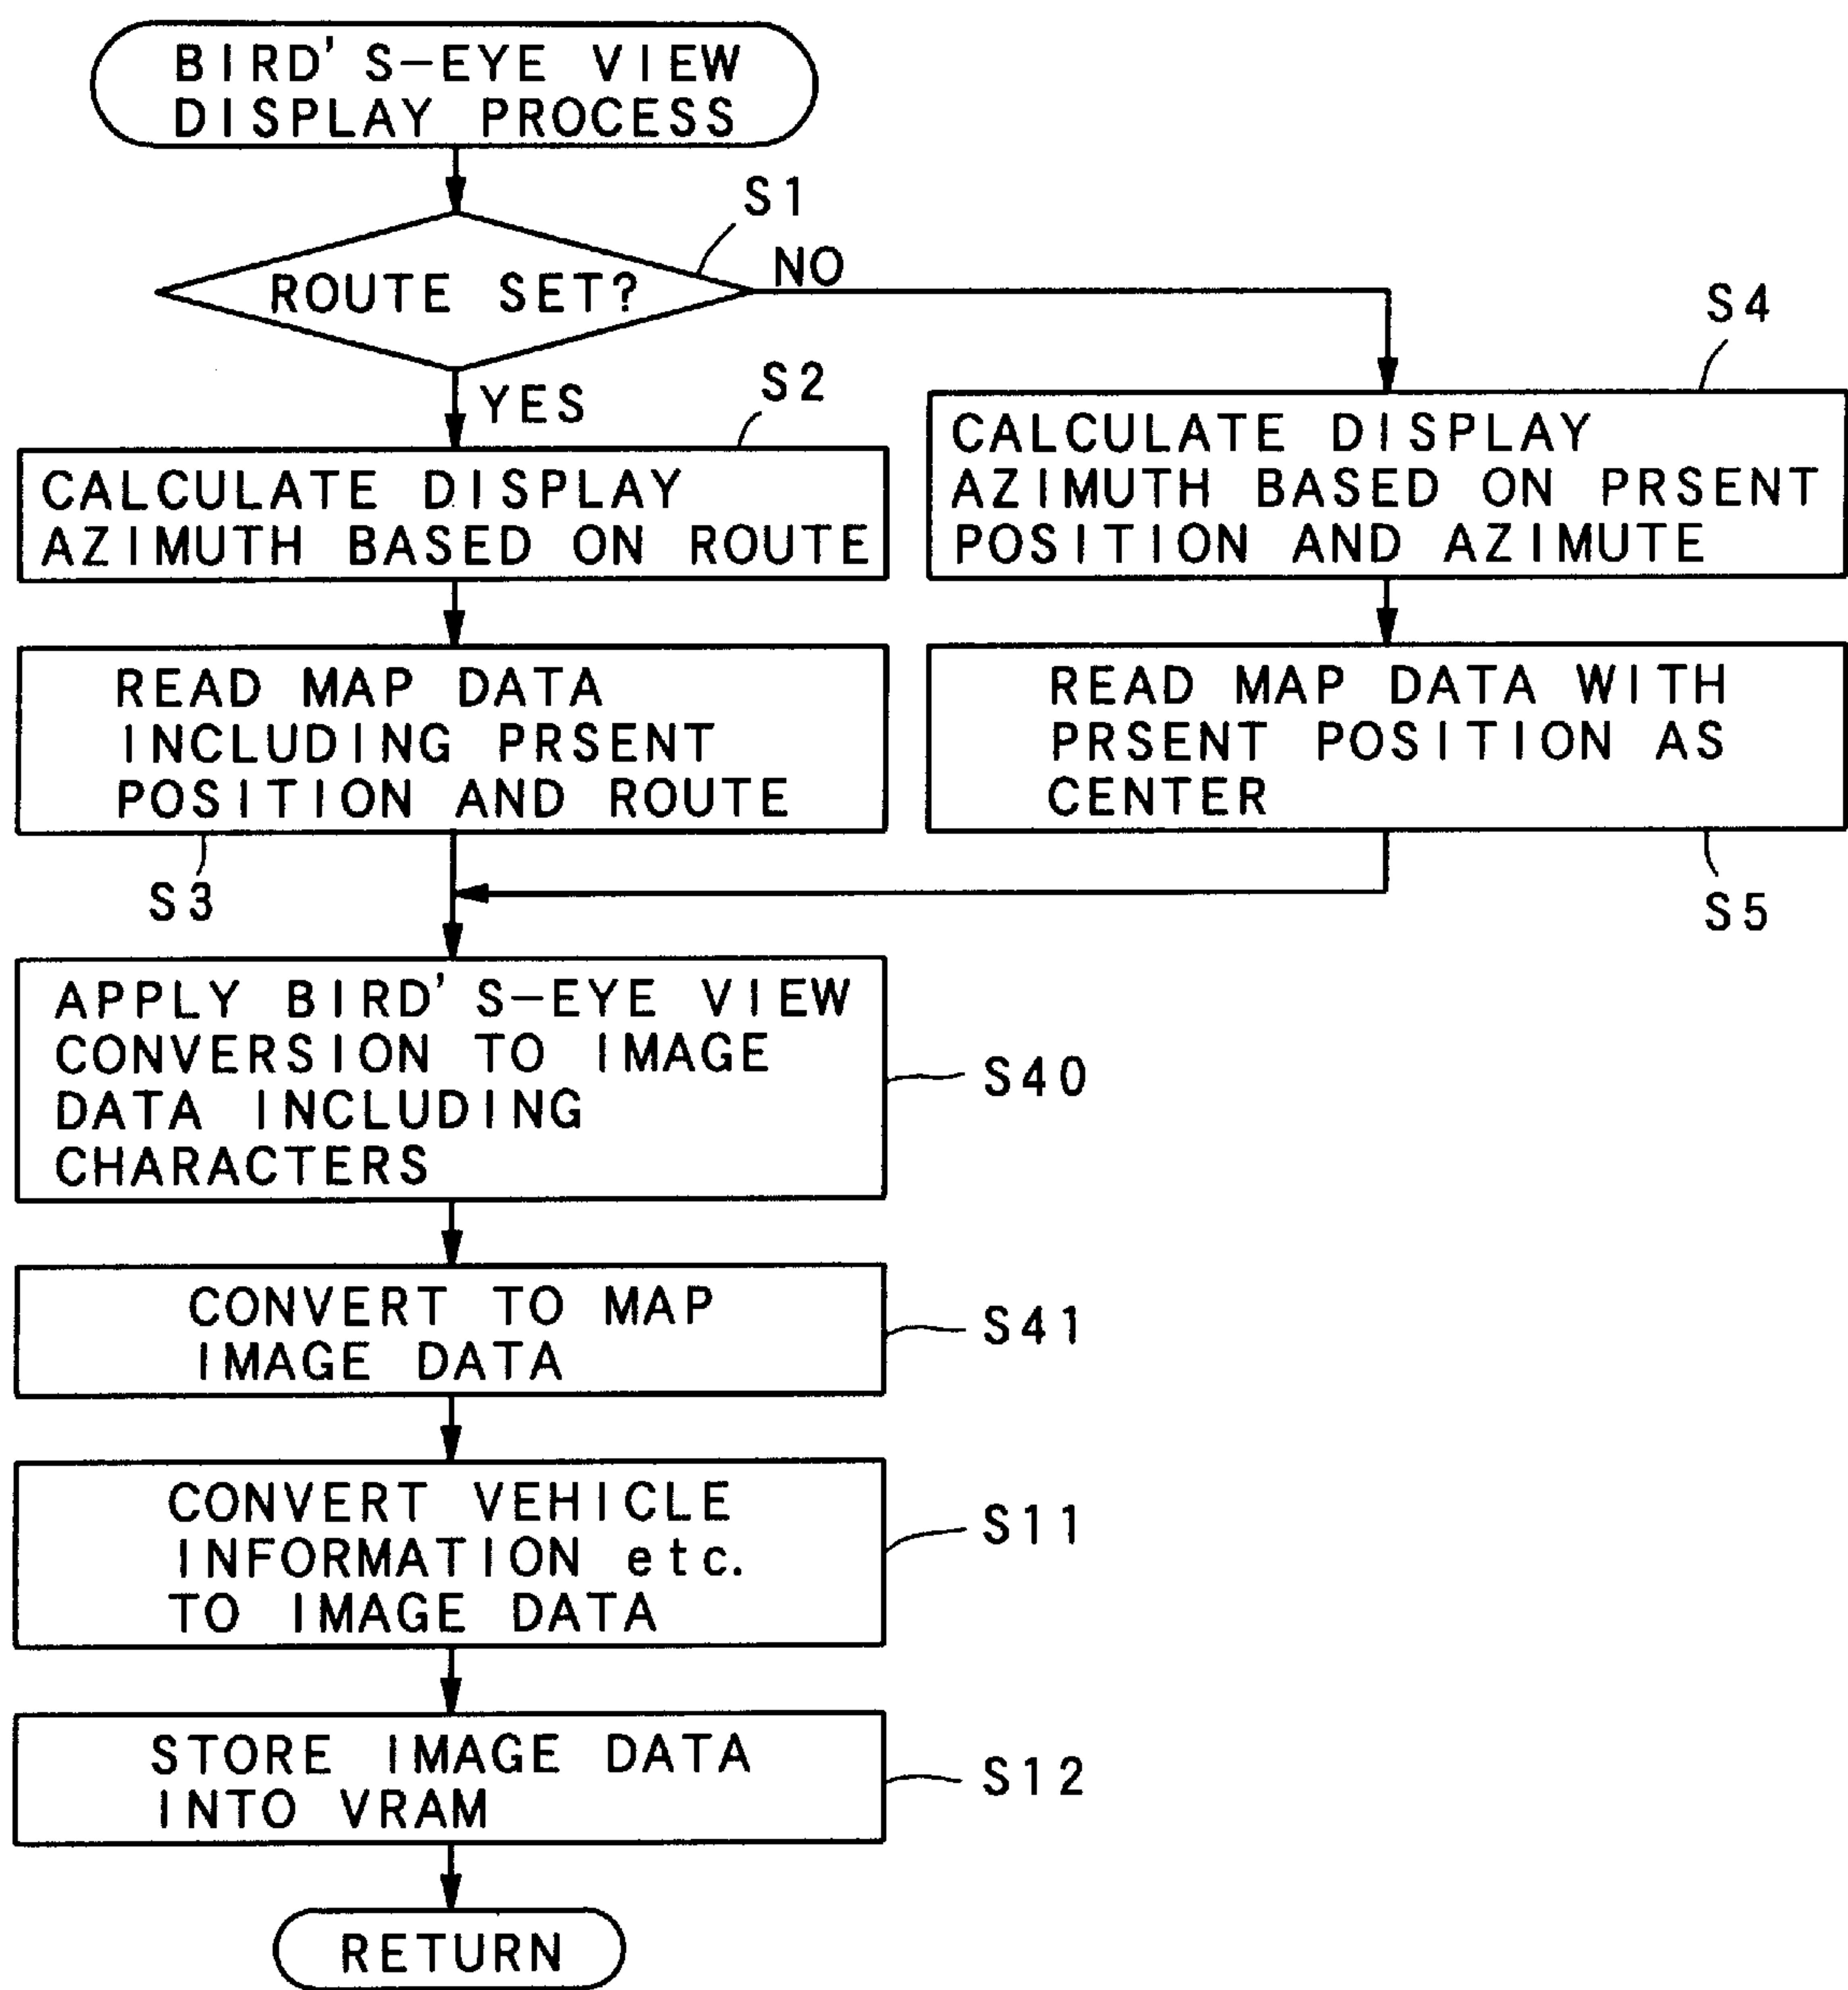 BIRD'S-EYE VIEW
DISPLAY PROCESS
S1
ROUTE SET?
NO
YES
S2
CALCULATE DISPLAY
AZIMUTH BASED ON ROUTE
READ MAP DATA
INCLUDING PRSENT
POSITION AND ROUTE
S3
S4
CALCULATE DISPLAY
AZIMUTH BASED ON PRSENT
POSITION AND AZIMUTE
READ MAP DATA WITH
PRSENT POSITION AS
CENTER
S5
APPLY BIRD'S-EYE VIEW
CONVERSION TO IMAGE
DATA INCLUDING
CHARACTERS
S40
CONVERT TO MAP
IMAGE DATA
S41
CONVERT VEHICLE
INFORMATION etc.
TO IMAGE DATA
S11
STORE IMAGE DATA
INTO VRAM
S12
RETURN